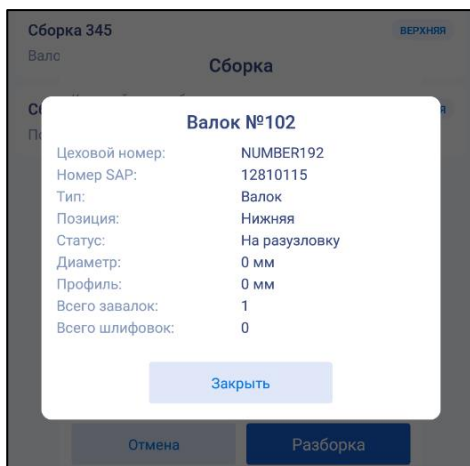 Сборка 345 ВЕРХНЯЯ
Сборка
Валок №102
Цеховой номер: NUMBER192
Номер SAP: 12810115
Тип: Валок
Позиция: Нижняя
Статус: На разузловку
Диаметр: 0 мм
Профиль: 0 мм
Всего завалок: 1
Всего шлифовок: 0
Закрыть
Отмена Разборка